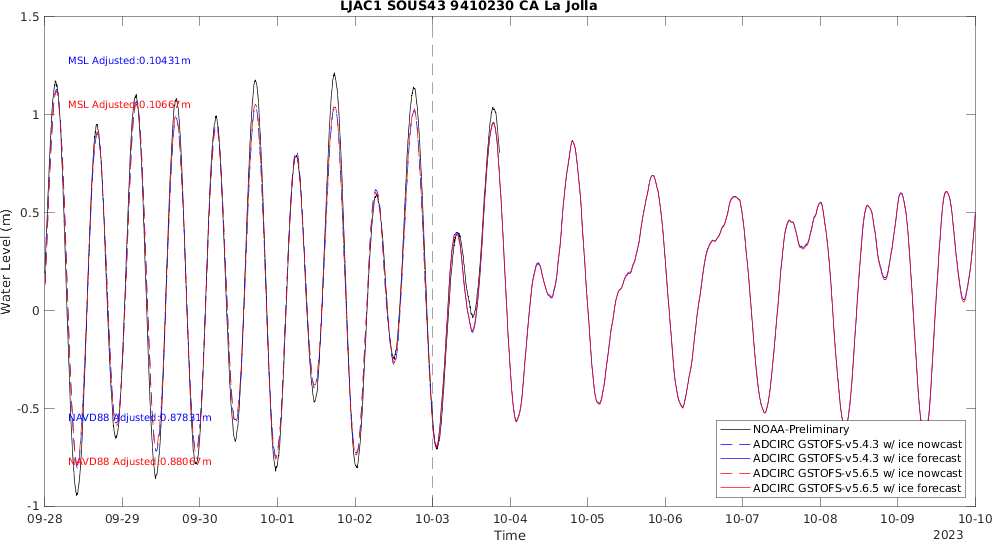 LJAC1 SOUS43 9410230 CA La Jolla
1.5
MSL Adjusted:0.10431m
MSL Adjusted:0.10667m
1
0.5
Water Level (m)
0
-0.5
NAVD88 Adjusted:0.87831m
NAVD88 Adjusted:0.88067m
NOAA-Preliminary
ADCIRC GSTOFS-v5.4.3 w/ ice nowcast
ADCIRC GSTOFS-v5.4.3 w/ ice forecast
ADCIRC GSTOFS-v5.6.5 w/ ice nowcast
ADCIRC GSTOFS-v5.6.5 w/ ice forecast
-1
09-28 09-29 09-30 10-01 10-02 10-03 10-04 10-05 10-06 10-07 10-08 10-09 10-10
Time
2023